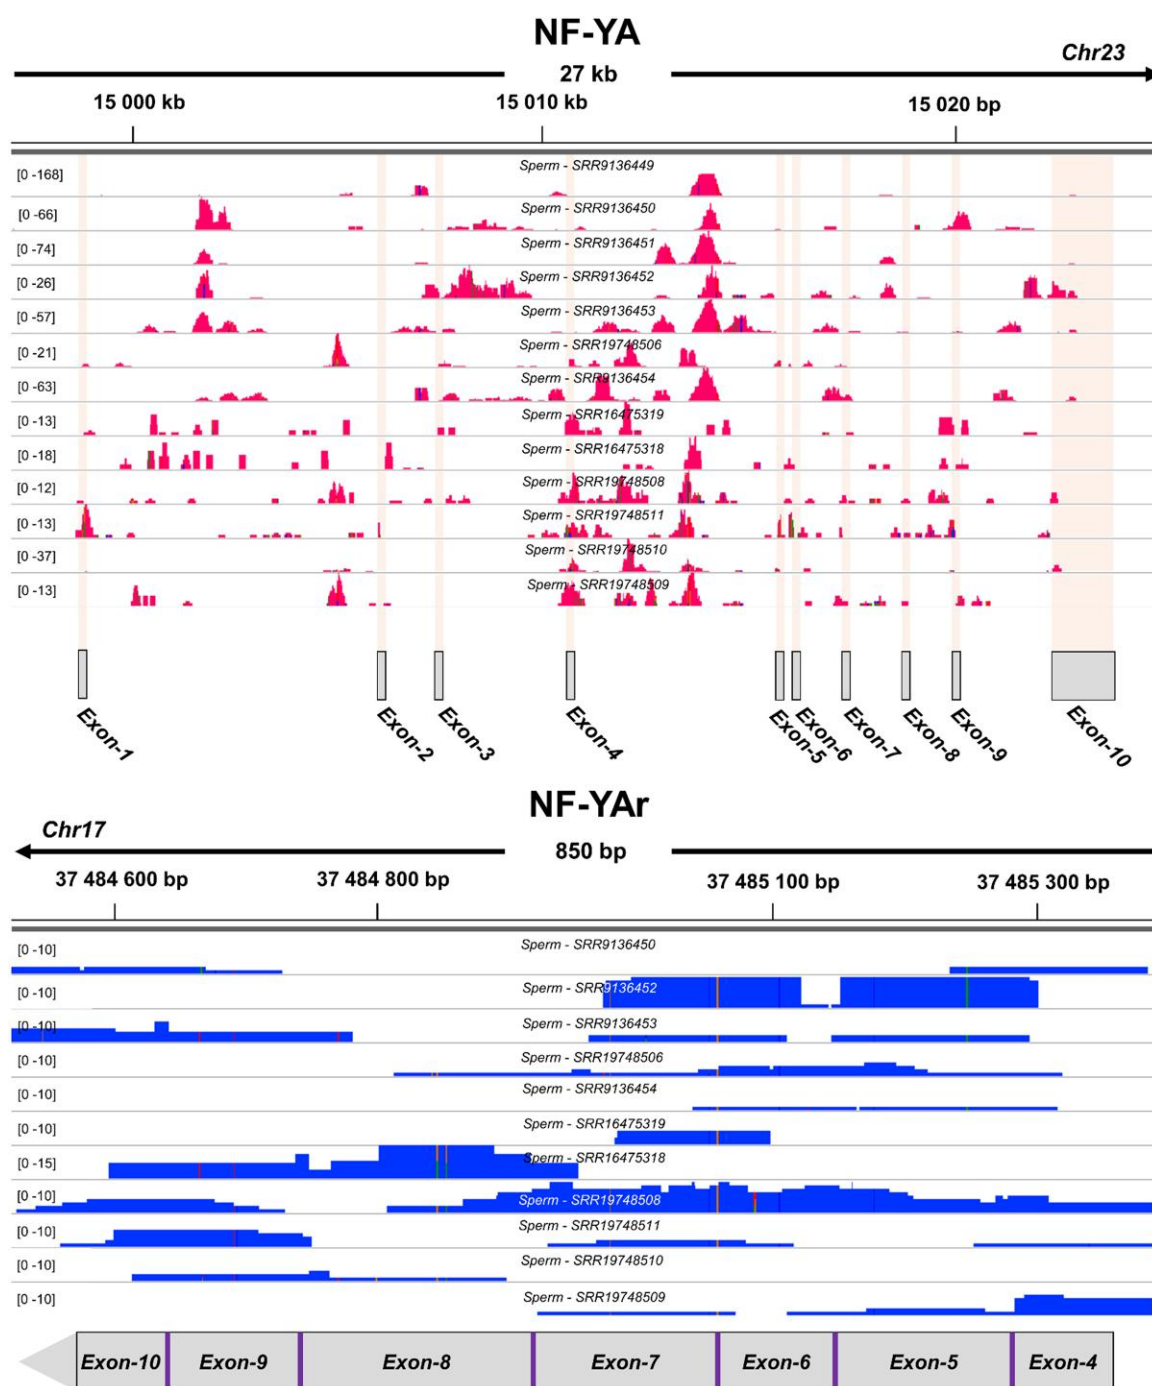 NF-YA
Chr23
27 kb
15 000 kb 15 010 kb 15 020 bp
[0 -168] Sperm - SRR9136449
[0 -66] Sperm - SRR9136450
[0 -74] Sperm - SRR9136451
[0 -26] Sperm - SRR9136452
[0 -57] Sperm - SRR9136453
[0 -21] Sperm - SRR19748506
[0 -63] Sperm - SRR9136454
[0 -13] Sperm - SRR16475319
[0 -18] Sperm - SRR16475318
[0 -12] Sperm - SRR19748508
[0 -13] Sperm - SRR19748511
[0 -37] Sperm - SRR19748510
[0 -13] Sperm - SRR19748509
Exon-1 Exon-2 Exon-3 Exon-4 Exon-5 Exon-6 Exon-7 Exon-8 Exon-9 Exon-10
NF-YAr
Chr17
850 bp
37 484 600 bp 37 484 800 bp 37 485 100 bp 37 485 300 bp
[0 -10] Sperm - SRR9136450
[0 -10] Sperm - SRR9136452
[0 -10] Sperm - SRR9136453
[0 -10] Sperm - SRR19748506
[0 -10] Sperm - SRR9136454
[0 -10] Sperm - SRR16475319
[0 -15] Sperm - SRR16475318
[0 -10] Sperm - SRR19748508
[0 -10] Sperm - SRR19748511
[0 -10] Sperm - SRR19748510
[0 -10] Sperm - SRR19748509
Exon-10 Exon-9 Exon-8 Exon-7 Exon-6 Exon-5 Exon-4